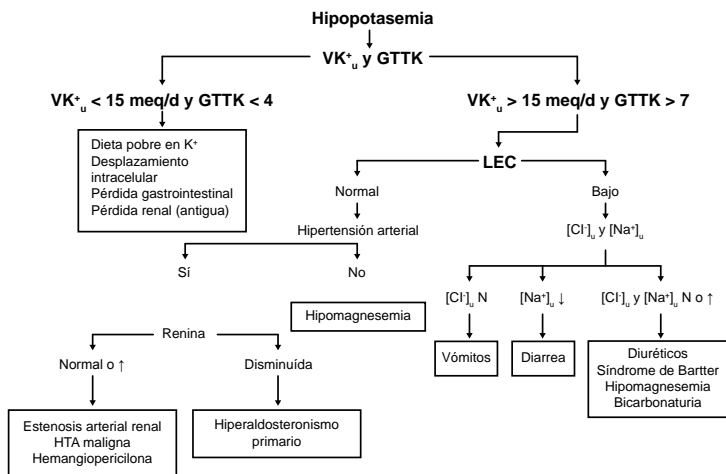 Hipopotasemia
VK⁺ᵤ y GTTK
VK⁺ᵤ < 15 meq/d y GTTK < 4
VK⁺ᵤ > 15 meq/d y GTTK > 7
Dieta pobre en K⁺
Desplazamiento
intracelular
Pérdida gastrointestinal
Pérdida renal (antigua)
LEC
Normal
Bajo
Hipertensión arterial
[Cl⁻]ᵤ y [Na⁺]ᵤ
Sí
No
[Cl⁻]ᵤ N
[Na⁺]ᵤ ↓
[Cl⁻]ᵤ y [Na⁺]ᵤ N o ↑
Hipomagnesemia
Vómitos
Diarrea
Diuréticos
Síndrome de Bartter
Hipomagnesemia
Bicarbonaturia
Renina
Normal o ↑
Disminuída
Estenosis arterial renal
HTA maligna
Hemangiopericilona
Hiperaldosteronismo
primario